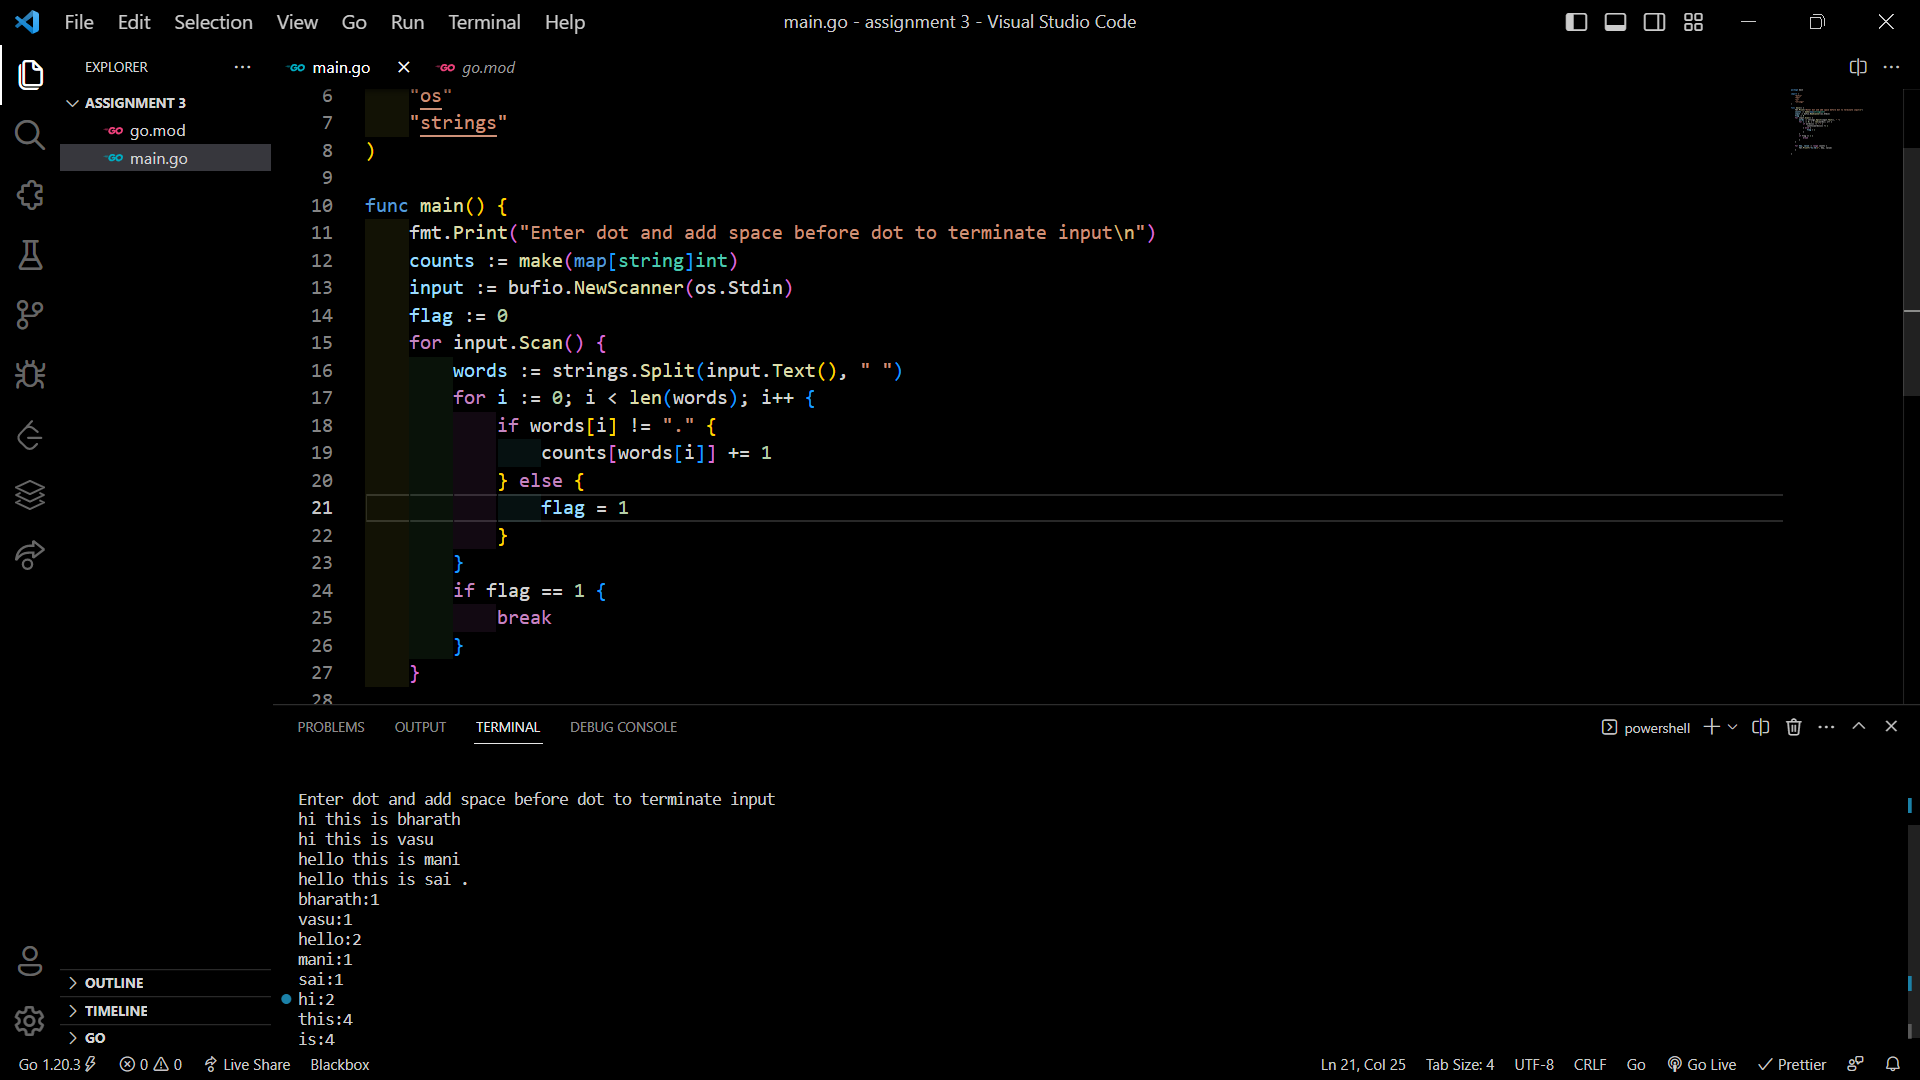 File Edit Selection View Go Run Terminal Help
main.go - assignment 3 - Visual Studio Code
EXPLORER
main.go
go.mod
ASSIGNMENT 3
go.mod
main.go
6 "os"
7 "strings"
8 )
9
10 func main() {
11 fmt.Print("Enter dot and add space before dot to terminate input\n")
12 counts := make(map[string]int)
13 input := bufio.NewScanner(os.Stdin)
14 flag := 0
15 for input.Scan() {
16 words := strings.Split(input.Text(), " ")
17 for i := 0; i < len(words); i++ {
18 if words[i] != "." {
19 counts[words[i]] += 1
20 } else {
21 flag = 1
22 }
23 }
24 if flag == 1 {
25 break
26 }
27 }
28
PROBLEMS OUTPUT TERMINAL DEBUG CONSOLE
powershell
Enter dot and add space before dot to terminate input
hi this is bharath
hi this is vasu
hello this is mani
hello this is sai .
bharath:1
vasu:1
hello:2
mani:1
sai:1
hi:2
this:4
is:4
OUTLINE
TIMELINE
GO
Go 1.20.3 0 0 Live Share Blackbox
Ln 21, Col 25 Tab Size: 4 UTF-8 CRLF Go Go Live Prettier